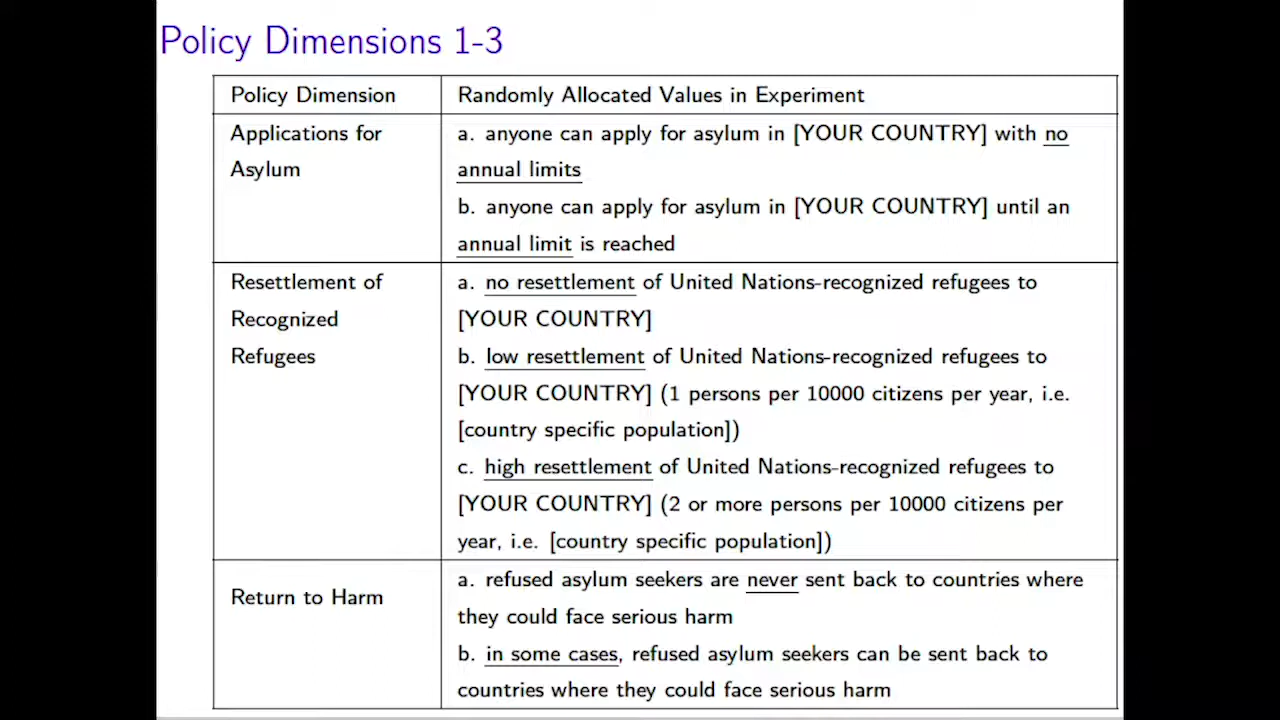 Policy Dimensions 1-3
Policy Dimension
Randomly Allocated Values in Experiment
Applications for
Asylum
a. anyone can apply for asylum in [YOUR COUNTRY] with no
annual limits
b. anyone can apply for asylum in [YOUR COUNTRY] until an
annual limit is reached
Resettlement of
Recognized
Refugees
a. no resettlement of United Nations-recognized refugees to
[YOUR COUNTRY]
b. low resettlement of United Nations-recognized refugees to
[YOUR COUNTRY] (1 persons per 10000 citizens per year, i.e.
[country specific population])
c. high resettlement of United Nations-recognized refugees to
[YOUR COUNTRY] (2 or more persons per 10000 citizens per
year, i.e. [country specific population])
Return to Harm
a. refused asylum seekers are never sent back to countries where
they could face serious harm
b. in some cases, refused asylum seekers can be sent back to
countries where they could face serious harm